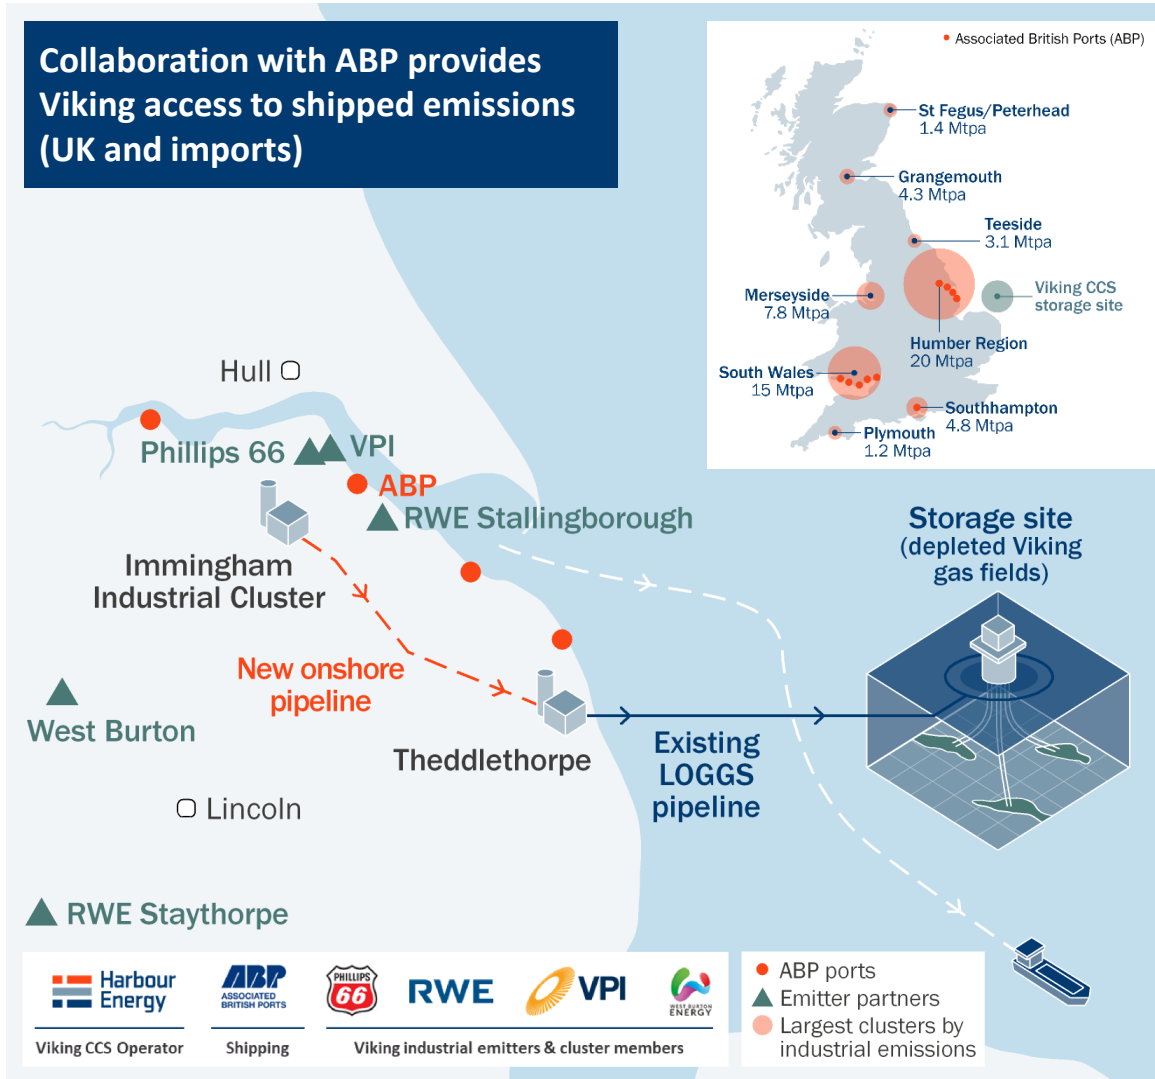 Collaboration with ABP provides
Viking access to shipped emissions
(UK and imports)
Associated British Ports (ABP)
St Fegus/Peterhead
1.4 Mtpa
Grangemouth
4.3 Mtpa
Teeside
3.1 Mtpa
Merseyside
7.8 Mtpa
Viking CCS
storage site
Humber Region
20 Mtpa
South Wales
15 Mtpa
Southhampton
4.8 Mtpa
Plymouth
1.2 Mtpa
Hull
Phillips 66
VPI
ABP
RWE Stallingborough
Immingham
Industrial Cluster
New onshore
pipeline
West Burton
Theddlethorpe
Lincoln
RWE Staythorpe
Existing
LOGGS
pipeline
Storage site
(depleted Viking
gas fields)
Harbour
Energy
Viking CCS Operator
ABP
ASSOCIATED
BRITISH PORTS
Shipping
PHILLIPS
66
RWE
VPI
WEST BURTON
ENERGY
Viking industrial emitters & cluster members
ABP ports
Emitter partners
Largest clusters by
industrial emissions